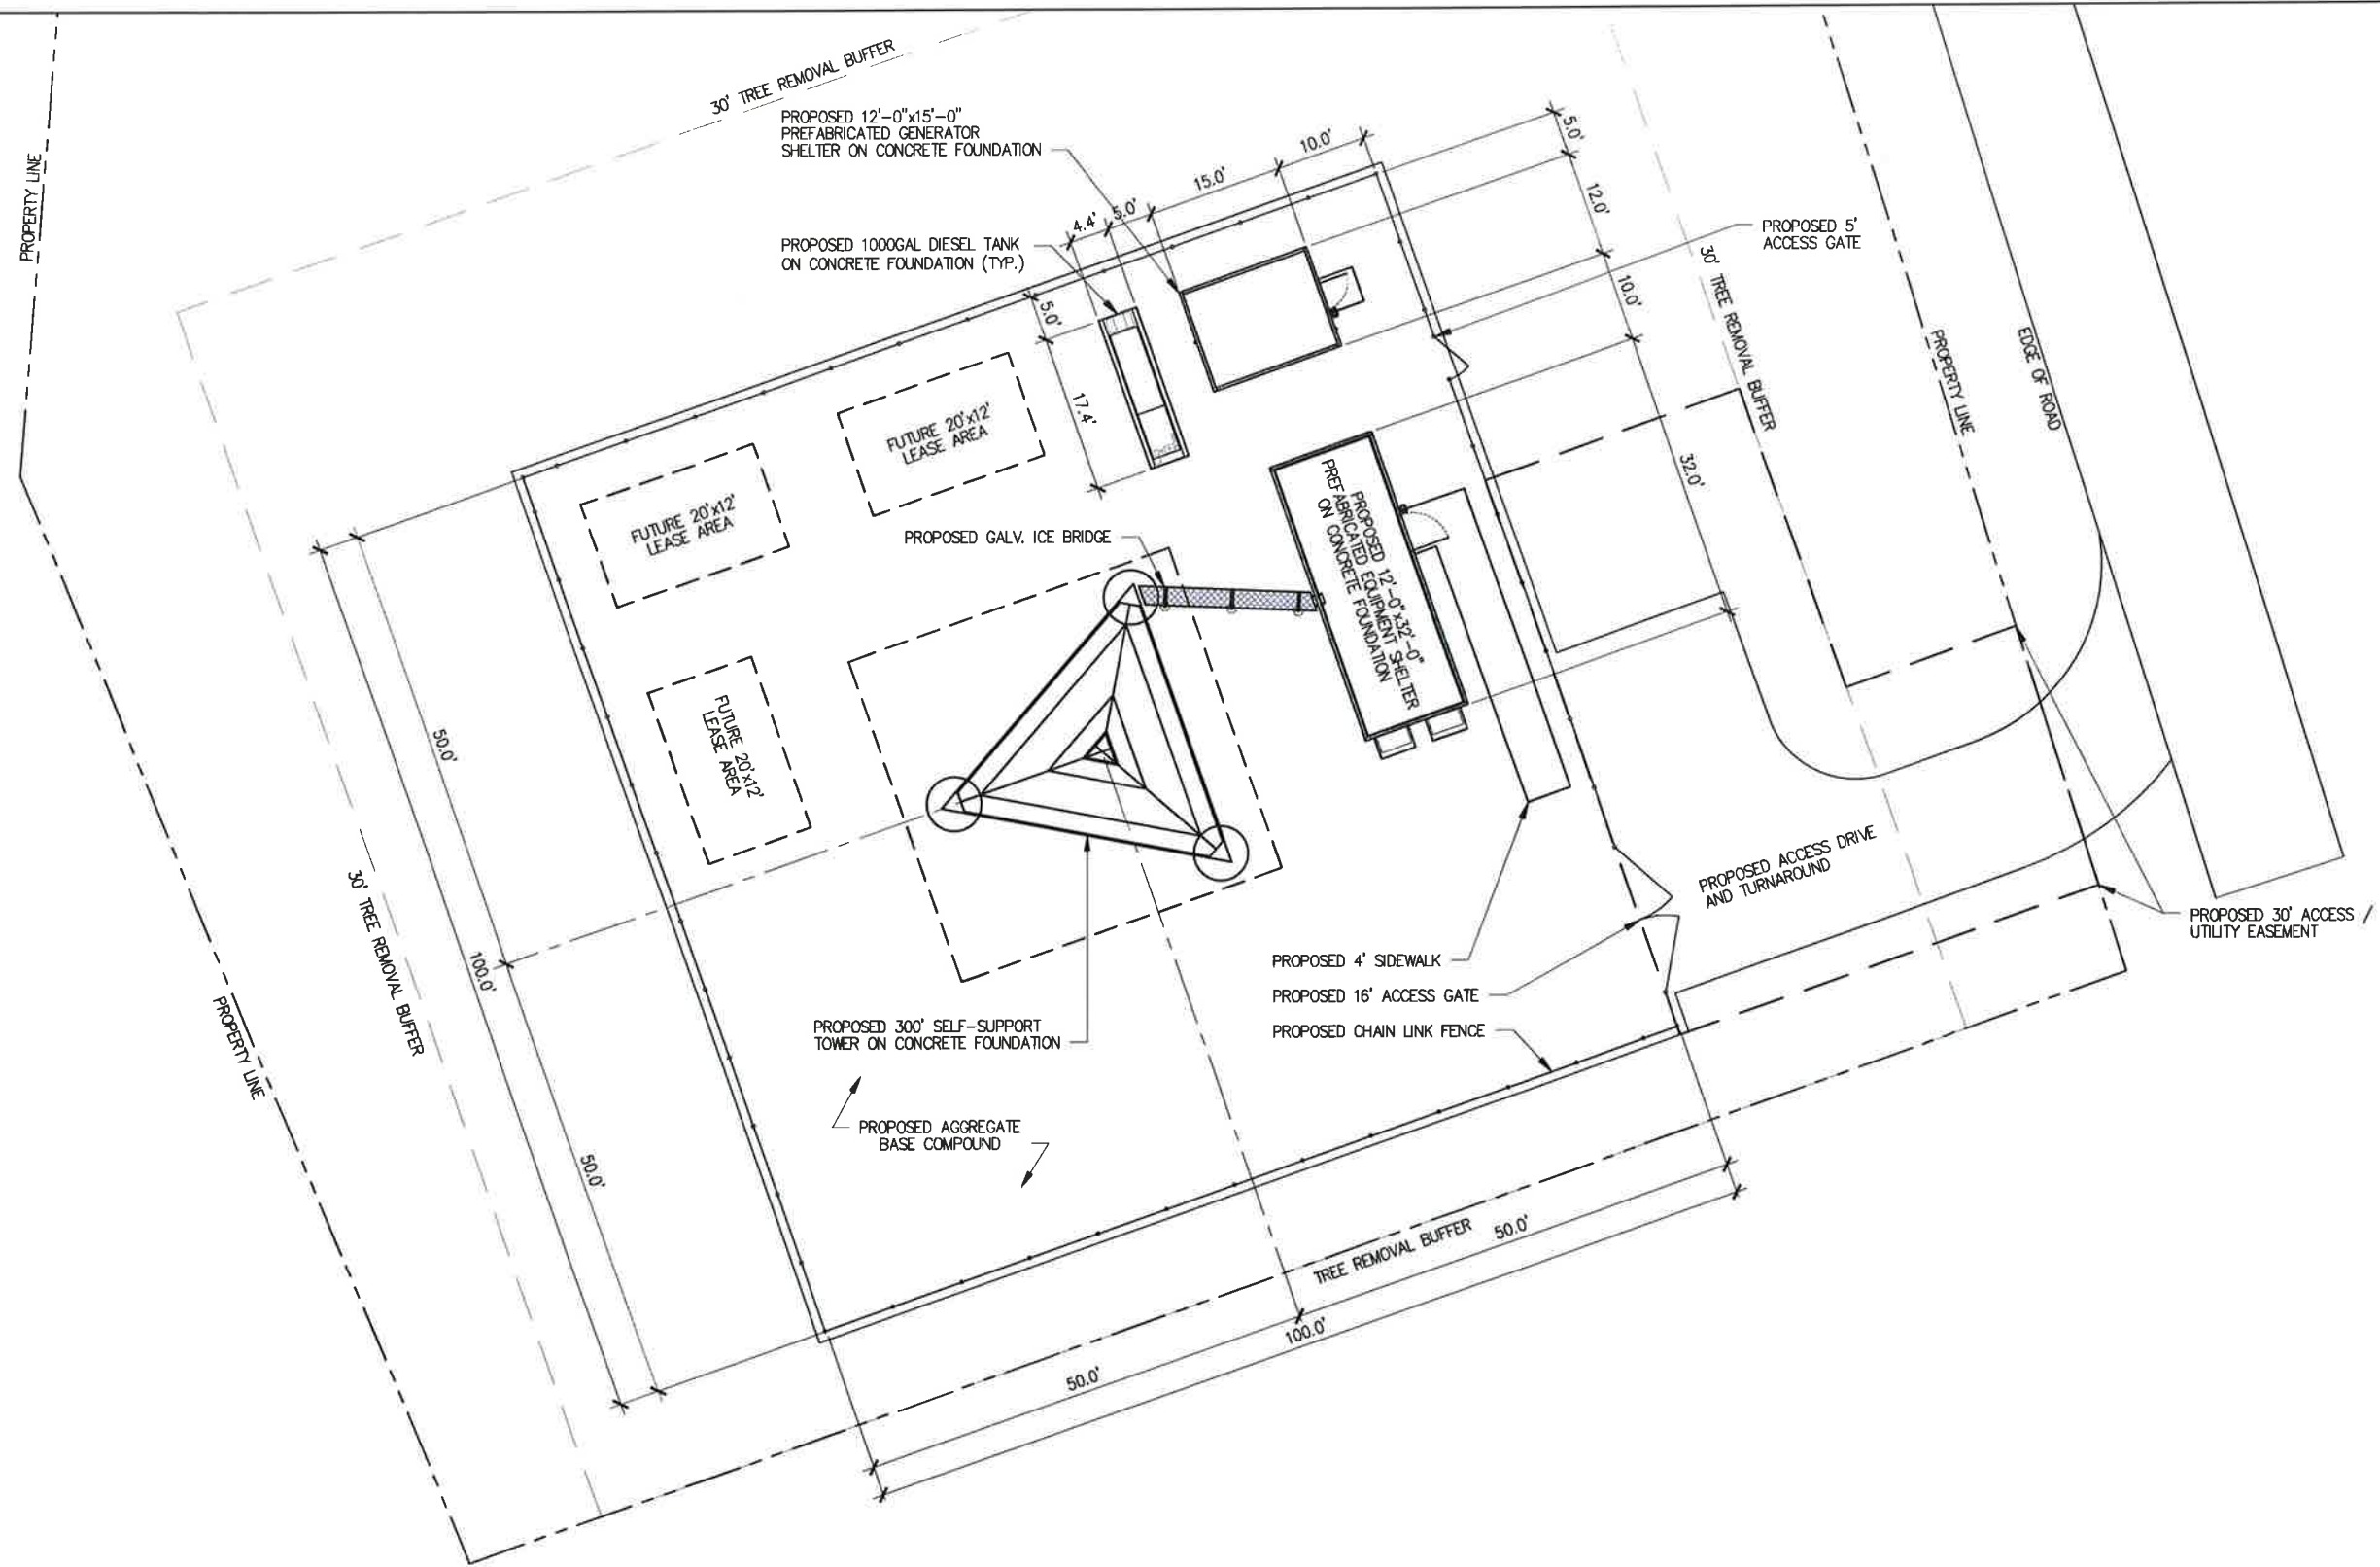 30' TREE REMOVAL BUFFER
PROPERTY LINE
PROPOSED 12'-0"x15'-0"
PREFABRICATED GENERATOR
SHELTER ON CONCRETE FOUNDATION
10.0'
15.0'
5.0'
4.4'
5.0'
12.0'
10.0'
32.0'
PROPOSED 5'
ACCESS GATE
PROPOSED 1000GAL DIESEL TANK
ON CONCRETE FOUNDATION (TYP.)
30' TREE REMOVAL BUFFER
PROPERTY LINE
EDGE OF ROAD
5.0'
17.4'
FUTURE 20'x12'
LEASE AREA
FUTURE 20'x12'
LEASE AREA
FUTURE 20'x12'
LEASE AREA
PROPOSED GALV. ICE BRIDGE
PROPOSED 12'-0"x32'-0"
PREFABRICATED EQUIPMENT SHELTER
ON CONCRETE FOUNDATION
50.0'
100.0'
50.0'
30' TREE REMOVAL BUFFER
PROPERTY LINE
PROPOSED ACCESS DRIVE
AND TURNAROUND
PROPOSED 30' ACCESS /
UTILITY EASEMENT
PROPOSED 4' SIDEWALK
PROPOSED 16' ACCESS GATE
PROPOSED CHAIN LINK FENCE
PROPOSED 300' SELF-SUPPORT
TOWER ON CONCRETE FOUNDATION
PROPOSED AGGREGATE
BASE COMPOUND
TREE REMOVAL BUFFER
50.0'
100.0'
50.0'